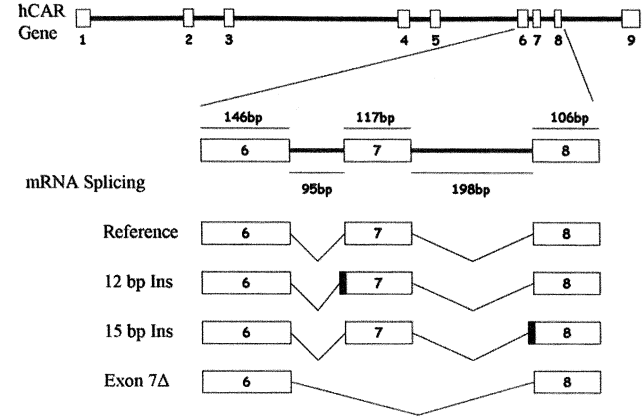 hCAR
Gene
1 2 3 4 5 6 7 8 9
146bp 117bp 106bp
6 7 8
mRNA Splicing
95bp 198bp
Reference 6 7 8
12 bp Ins 6 7 8
15 bp Ins 6 7 8
Exon 7Δ 6 8